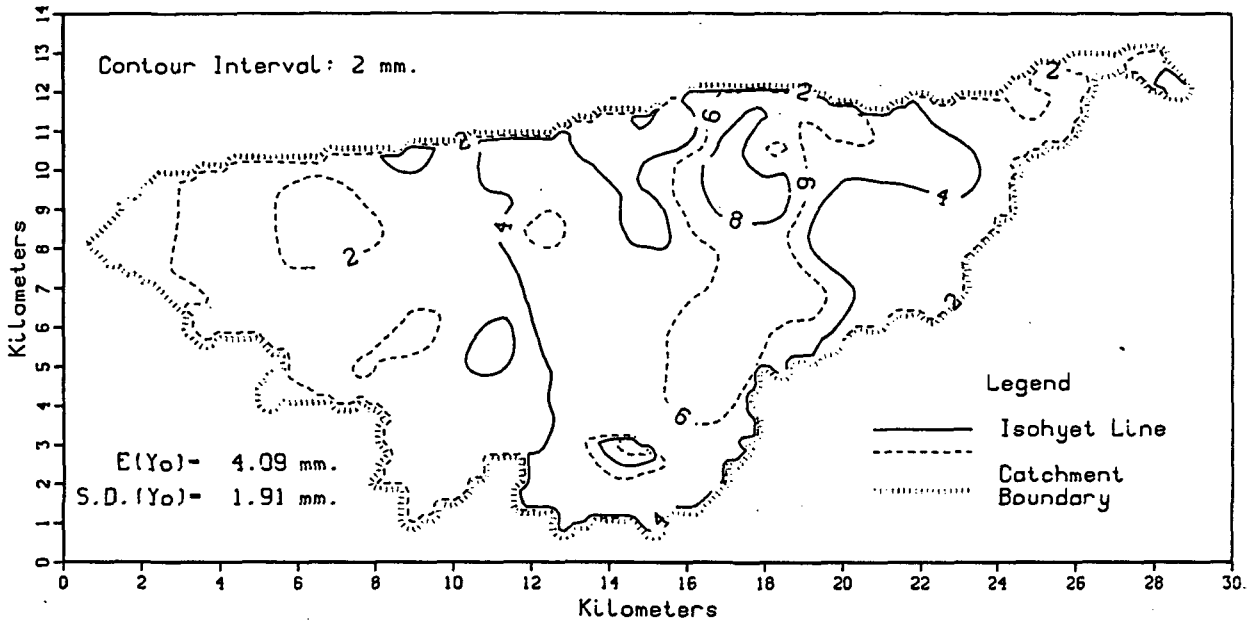 Contour Interval: 2 mm.
E(Yo)- 4.09 mm.
S.D.(Yo)- 1.91 mm.
Legend
Isohyet Line
Catchment
Boundary
Kilometers
14
13
12
11
10
9
8
7
6
5
4
3
2
1
0
0 2 4 6 8 10 12 14 16 18 20 22 24 26 28 30.
Kilometers
2
2
2
6
6
8
4
4
2
2
6
4